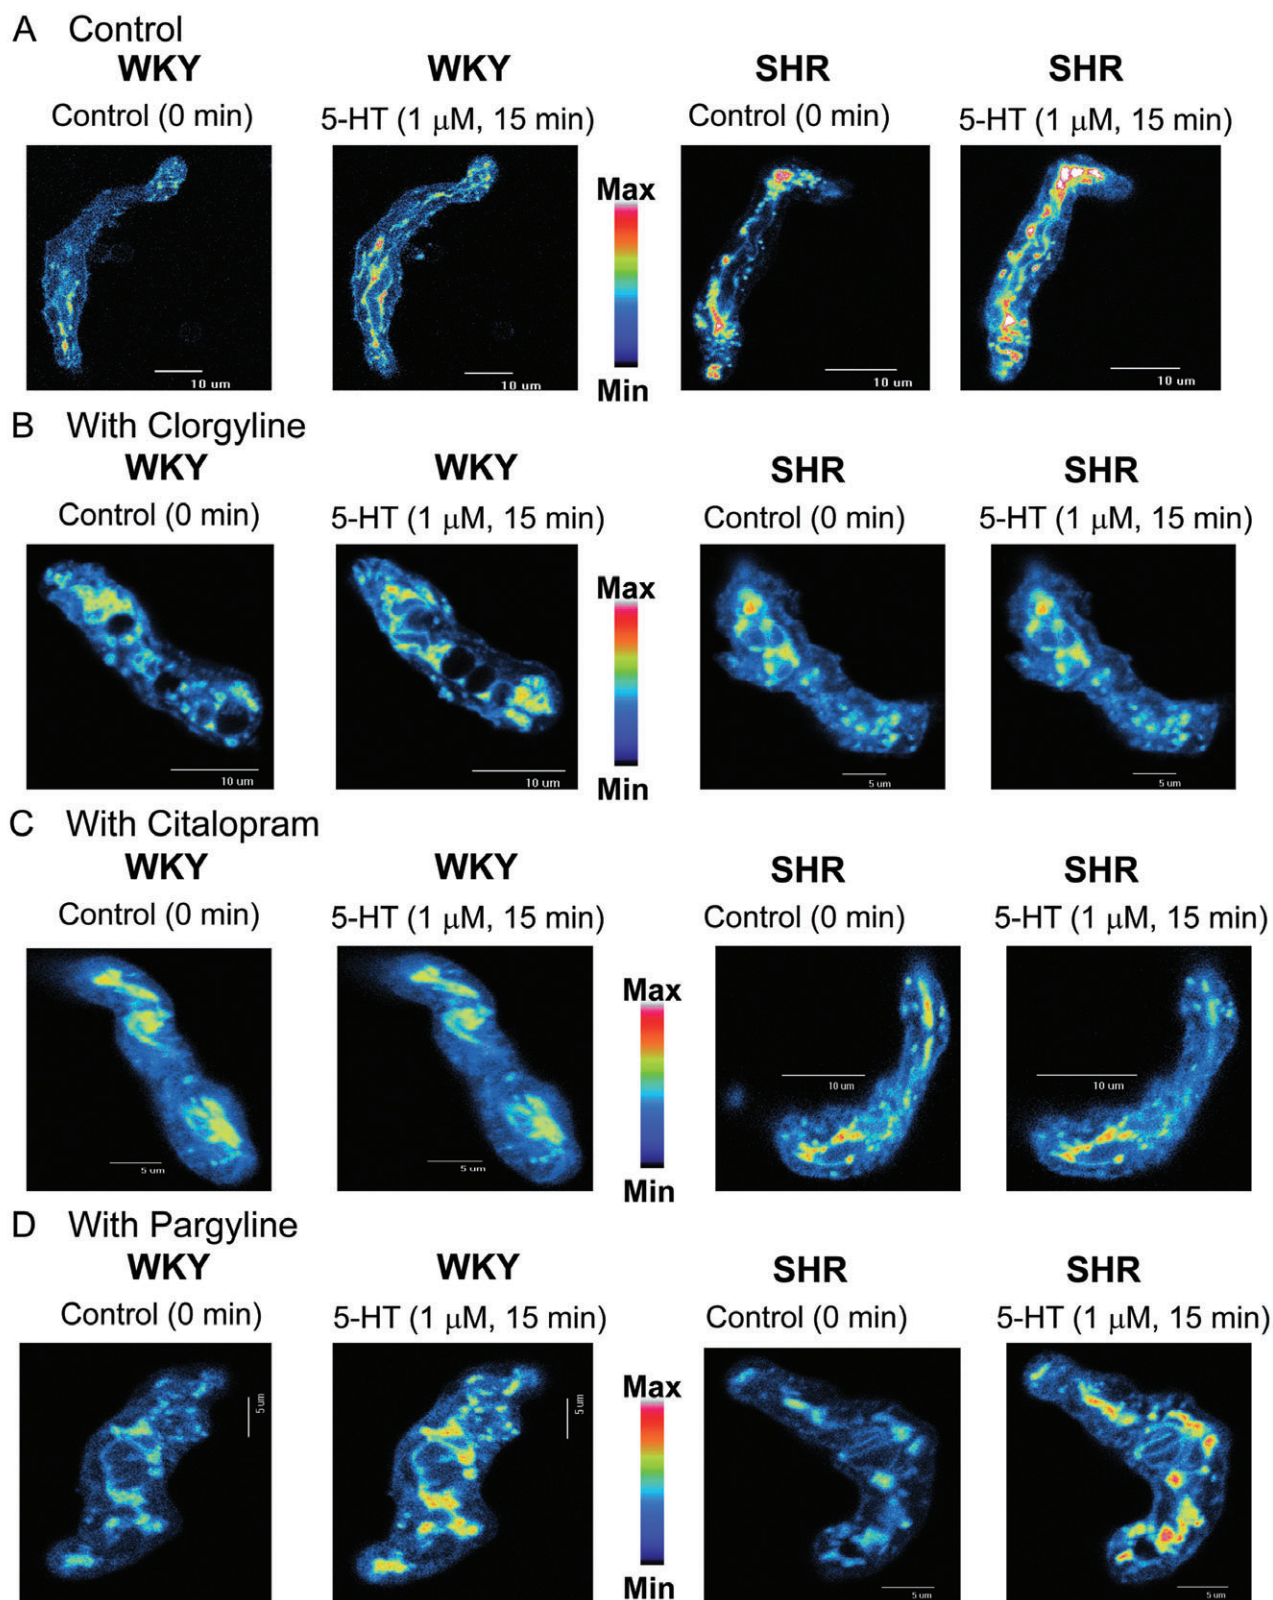 A Control
WKY WKY SHR SHR
Control (0 min) 5-HT (1 μM, 15 min) Control (0 min) 5-HT (1 μM, 15 min)
Max
Min
10 um 10 um 10 um 10 um
B With Clorgyline
WKY WKY SHR SHR
Control (0 min) 5-HT (1 μM, 15 min) Control (0 min) 5-HT (1 μM, 15 min)
Max
Min
10 um 10 um 5 um 5 um
C With Citalopram
WKY WKY SHR SHR
Control (0 min) 5-HT (1 μM, 15 min) Control (0 min) 5-HT (1 μM, 15 min)
Max
10 um 10 um
5 um 5 um
Min
D With Pargyline
WKY WKY SHR SHR
Control (0 min) 5-HT (1 μM, 15 min) Control (0 min) 5-HT (1 μM, 15 min)
Max
5 um 5 um
Min
5 um 5 um